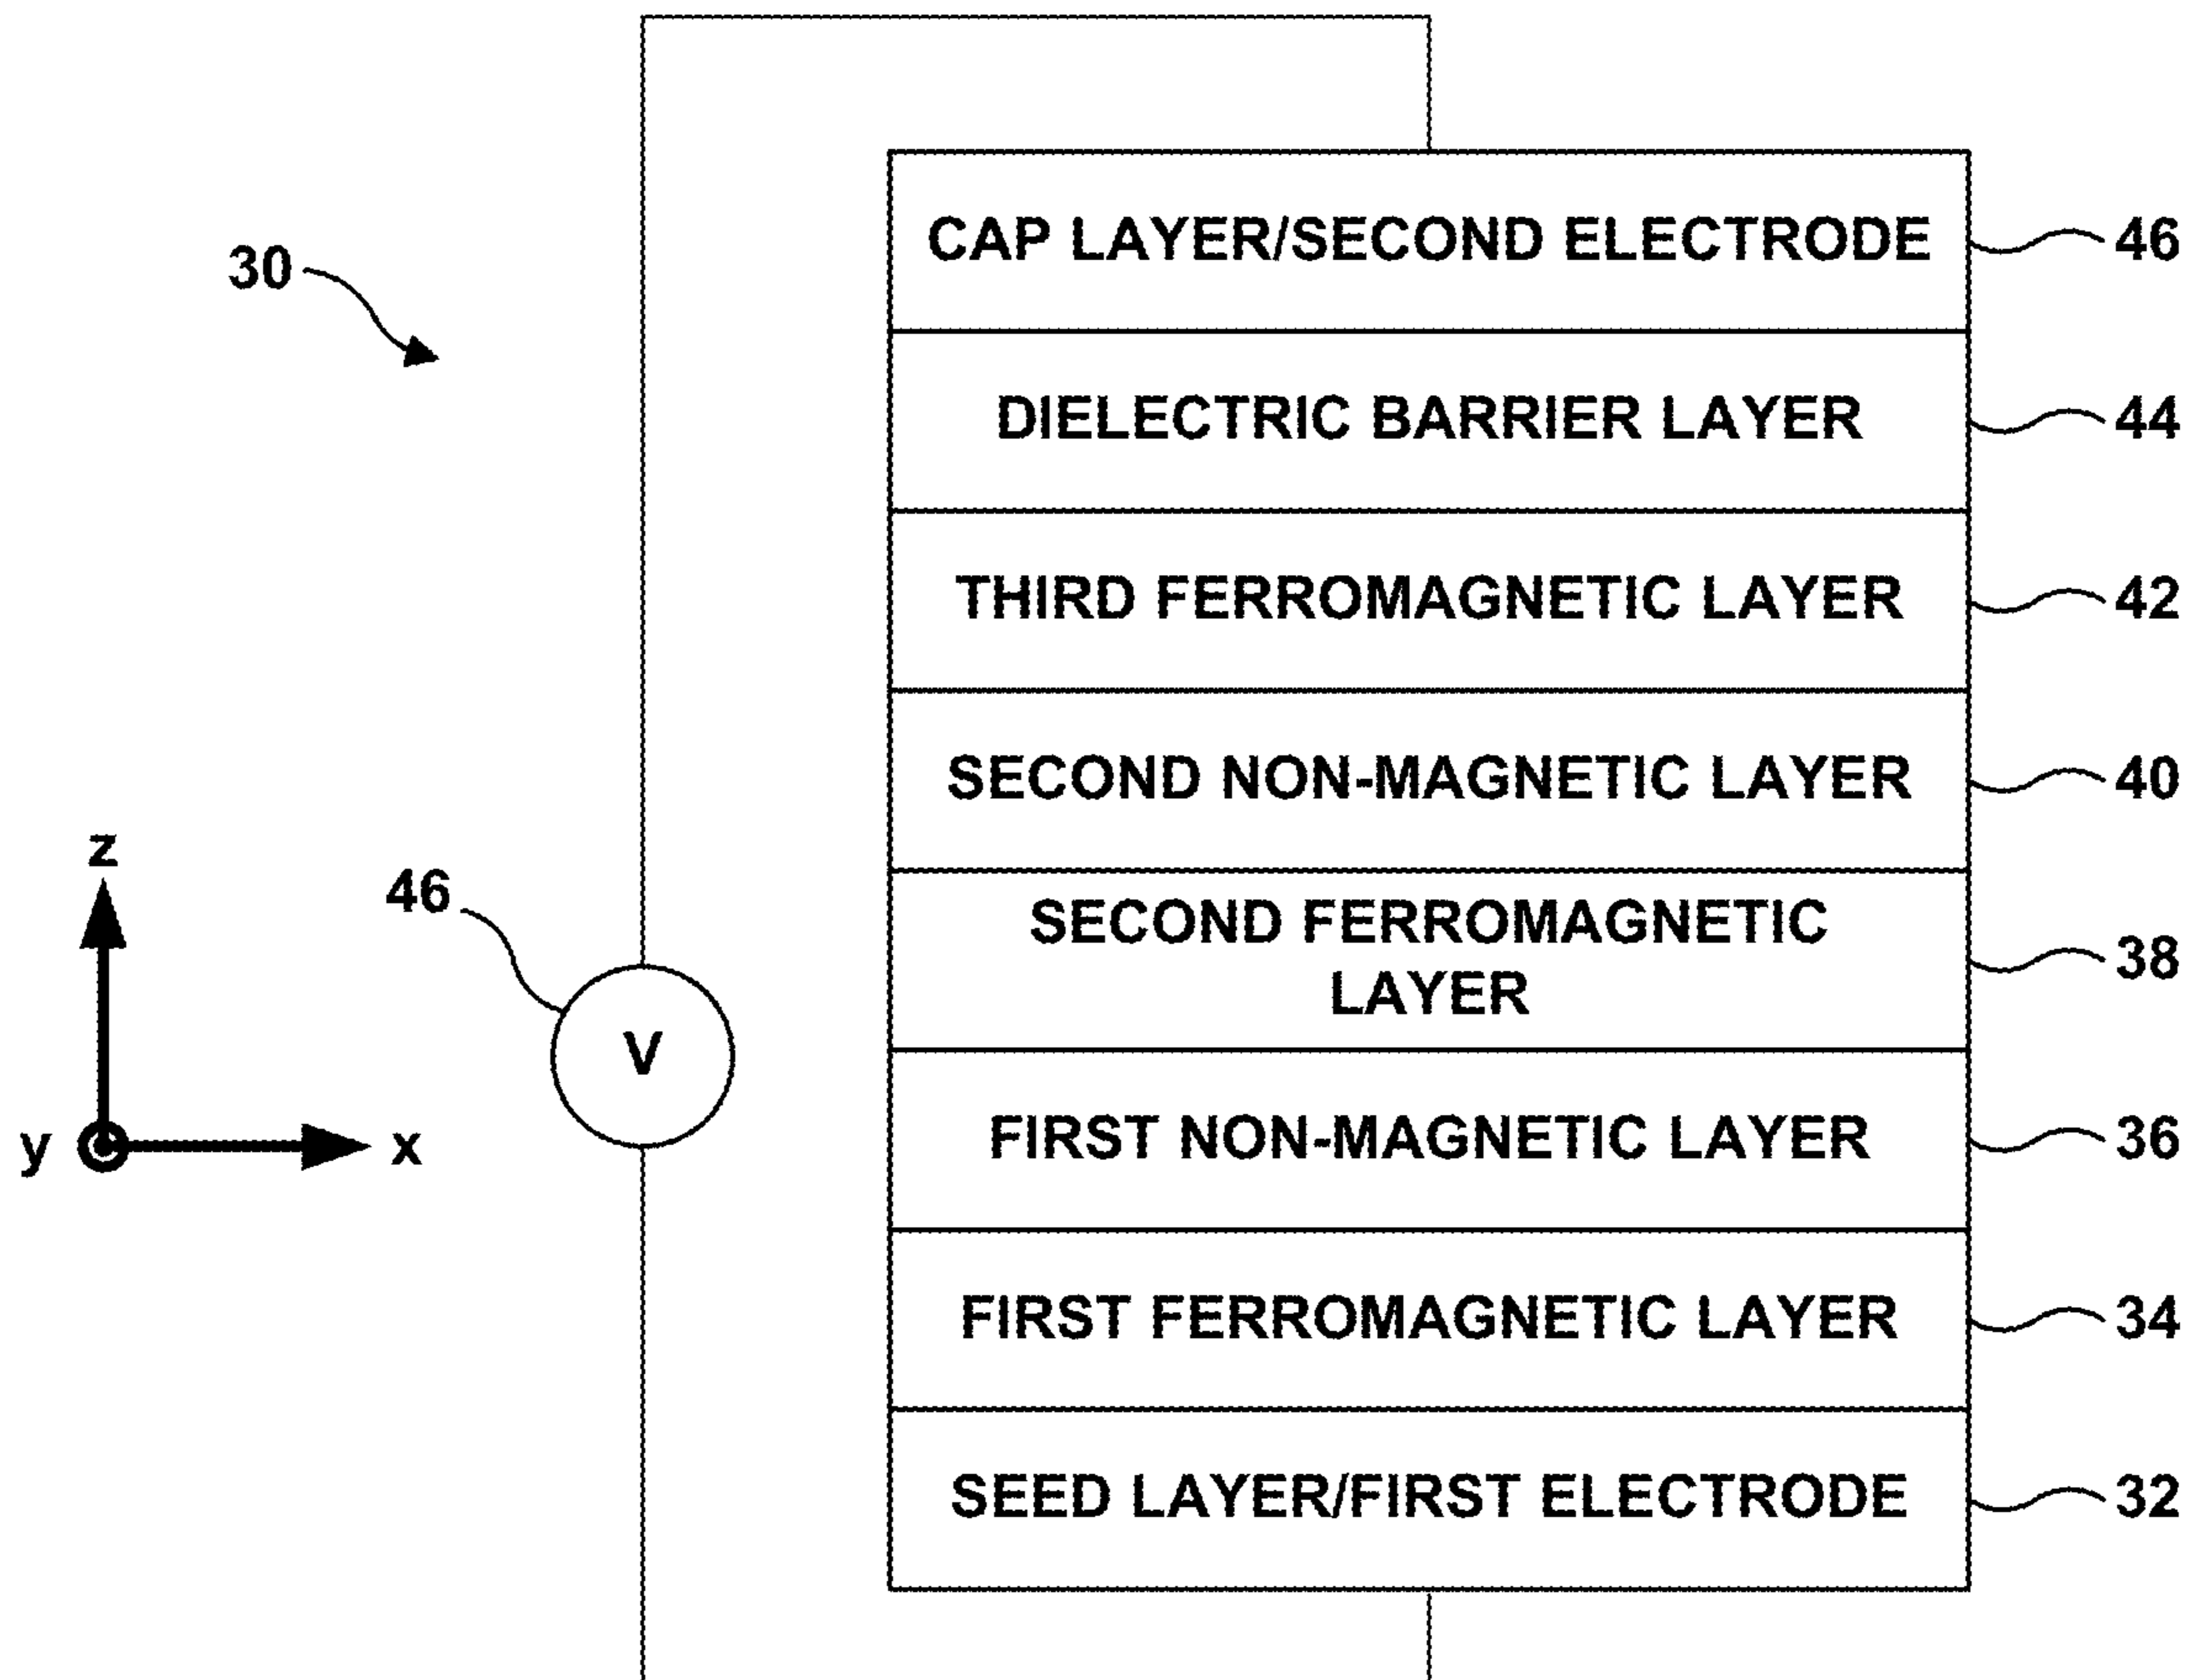 30
CAP LAYER/SECOND ELECTRODE 46
DIELECTRIC BARRIER LAYER 44
THIRD FERROMAGNETIC LAYER 42
SECOND NON-MAGNETIC LAYER 40
SECOND FERROMAGNETIC
LAYER 38
FIRST NON-MAGNETIC LAYER 36
FIRST FERROMAGNETIC LAYER 34
SEED LAYER/FIRST ELECTRODE 32
46
V
z
y x